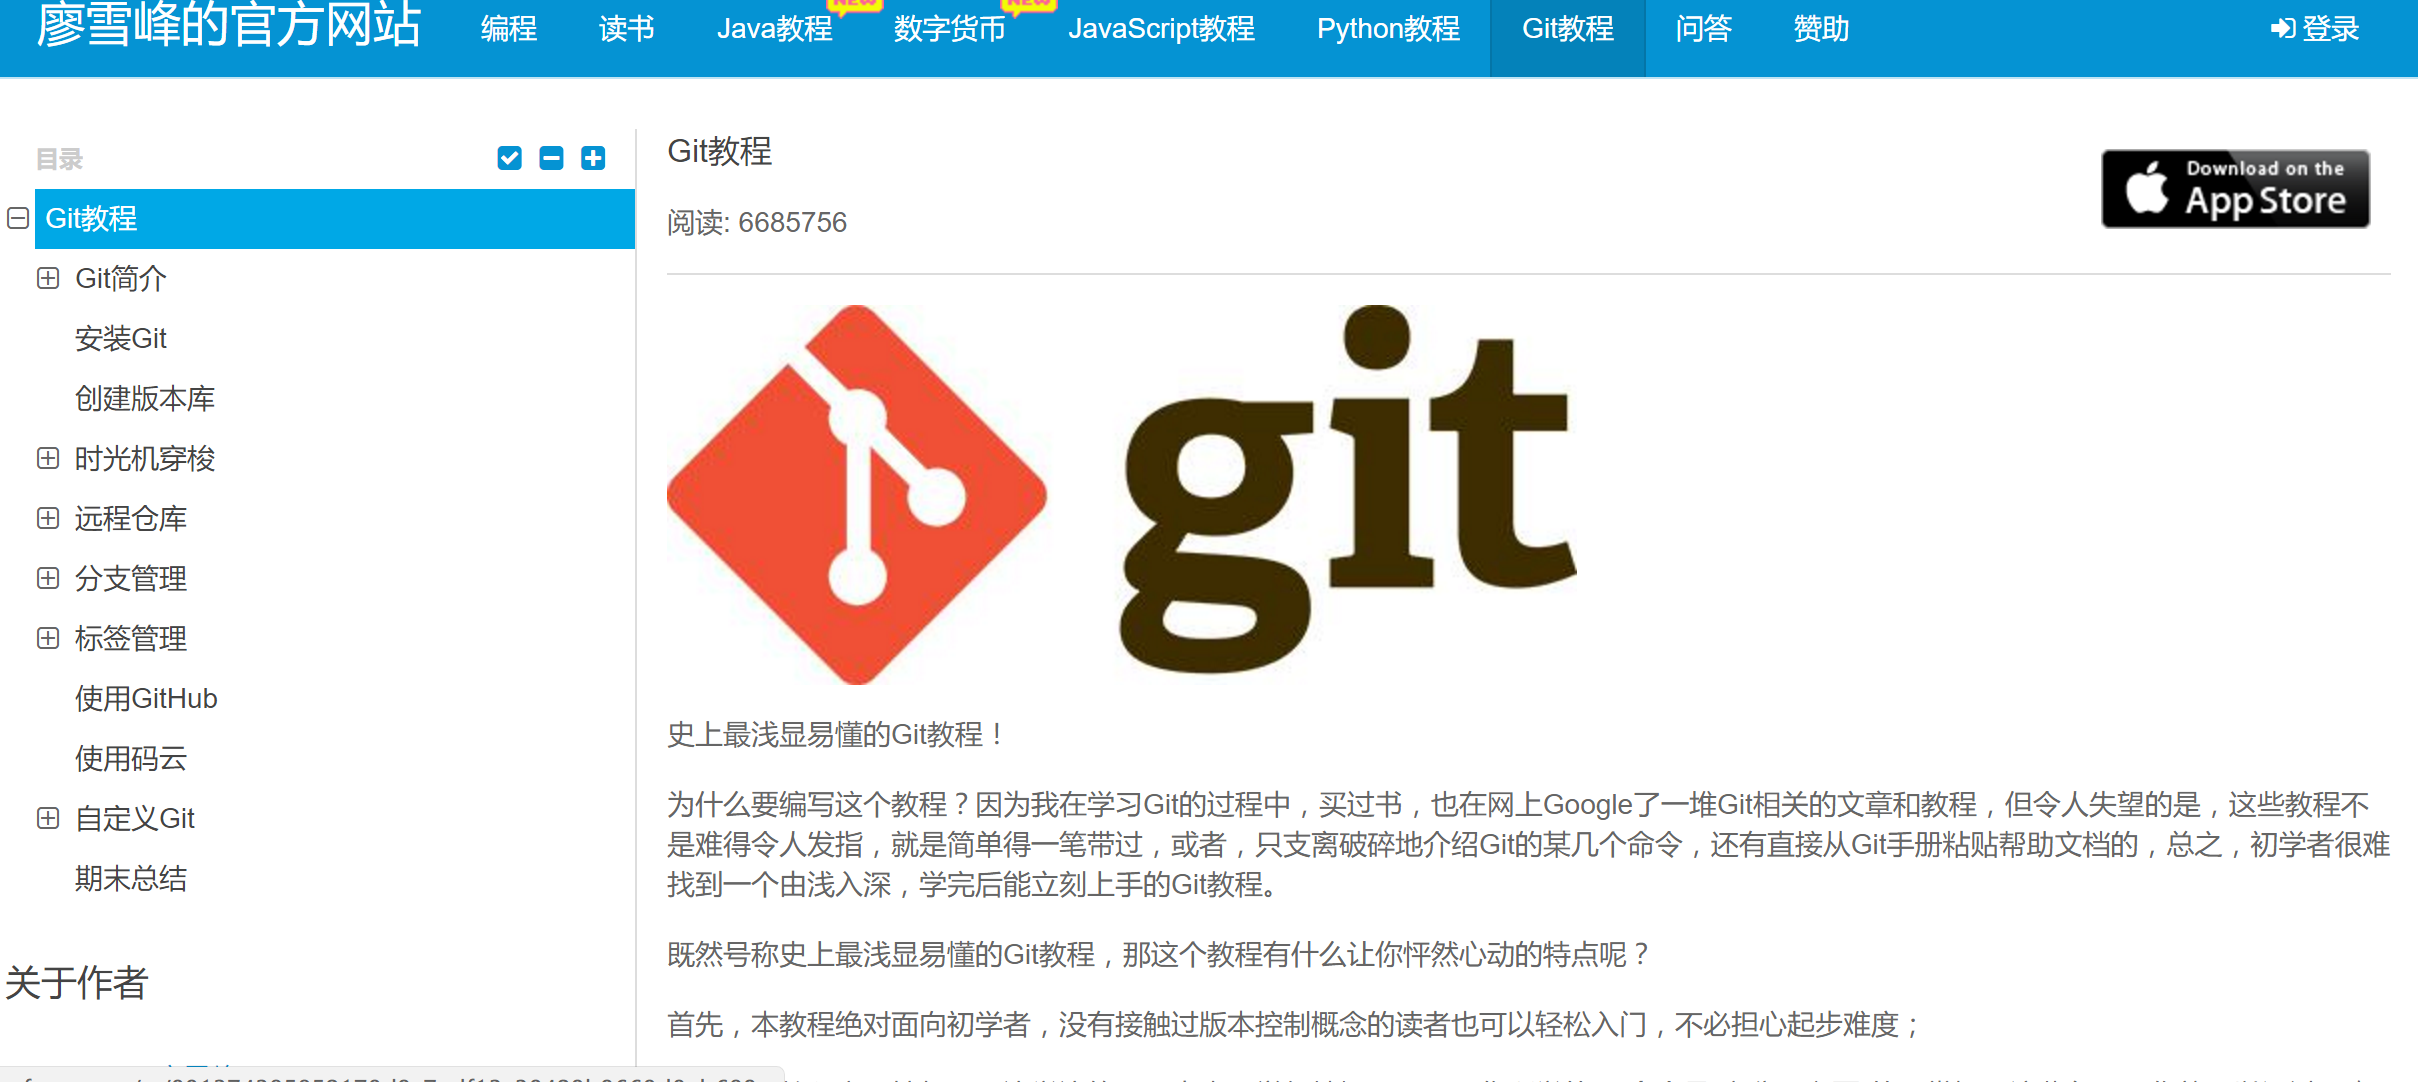 廖雪峰的官方网站 编程 读书 Java教程 NEW 数字货币 NEW JavaScript教程 Python教程 Git教程 问答 赞助 登录
目录
Git教程
Git简介
安装Git
创建版本库
时光机穿梭
远程仓库
分支管理
标签管理
使用GitHub
使用码云
自定义Git
期末总结
关于作者
Git教程
Download on the
App Store
阅读: 6685756
git
史上最浅显易懂的Git教程！
为什么要编写这个教程？因为我在学习Git的过程中，买过书，也在网上Google了一堆Git相关的文章和教程，但令人失望的是，这些教程不
是难得令人发指，就是简单得一笔带过，或者，只支离破碎地介绍Git的某几个命令，还有直接从Git手册粘贴帮助文档的，总之，初学者很难
找到一个由浅入深，学完后能立刻上手的Git教程。
既然号称史上最浅显易懂的Git教程，那这个教程有什么让你怦然心动的特点呢？
首先，本教程绝对面向初学者，没有接触过版本控制概念的读者也可以轻松入门，不必担心起步难度；